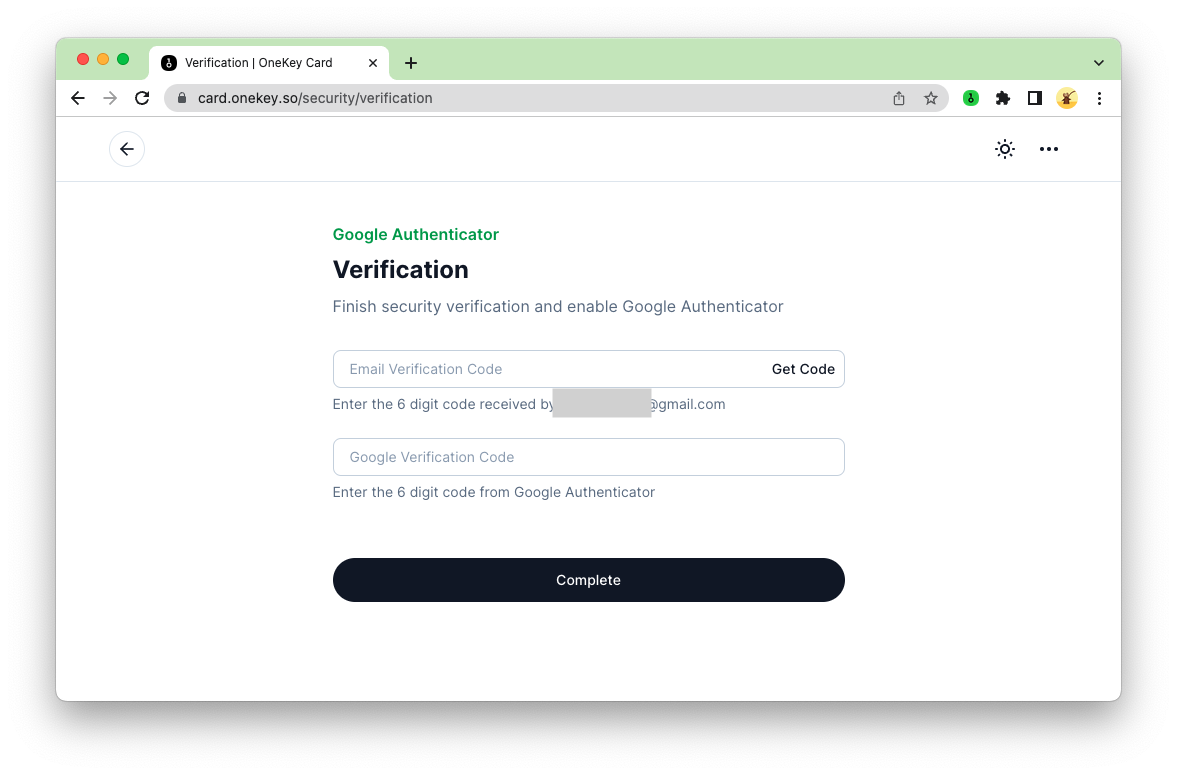 Verification | OneKey Card
card.onekey.so/security/verification
Google Authenticator
Verification
Finish security verification and enable Google Authenticator
Email Verification Code Get Code
Enter the 6 digit code received by @gmail.com
Google Verification Code
Enter the 6 digit code from Google Authenticator
Complete